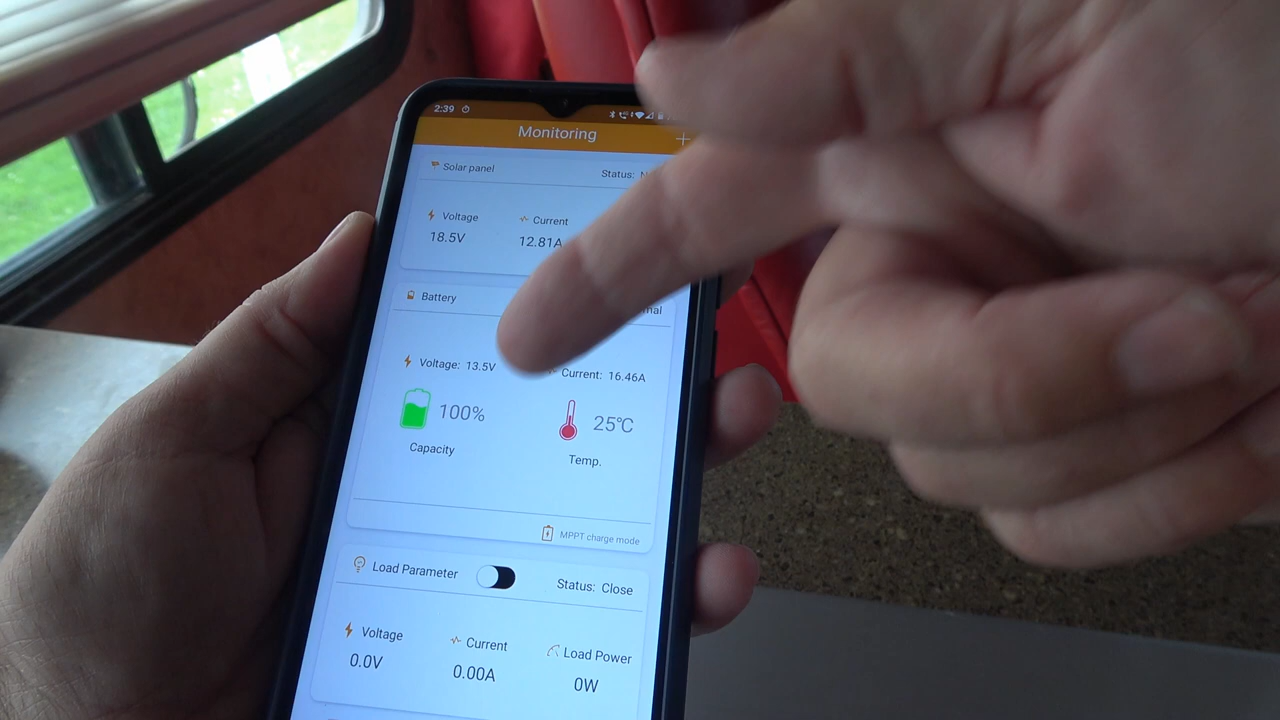 2:39
Monitoring +
Solar panel Status:
Voltage Current
18.5V 12.81A
Battery
Voltage: 13.5V Current: 16.46A
100% 25℃
Capacity Temp.
MPPT charge mode
Load Parameter Status: Close
Voltage Current Load Power
0.0V 0.00A 0W